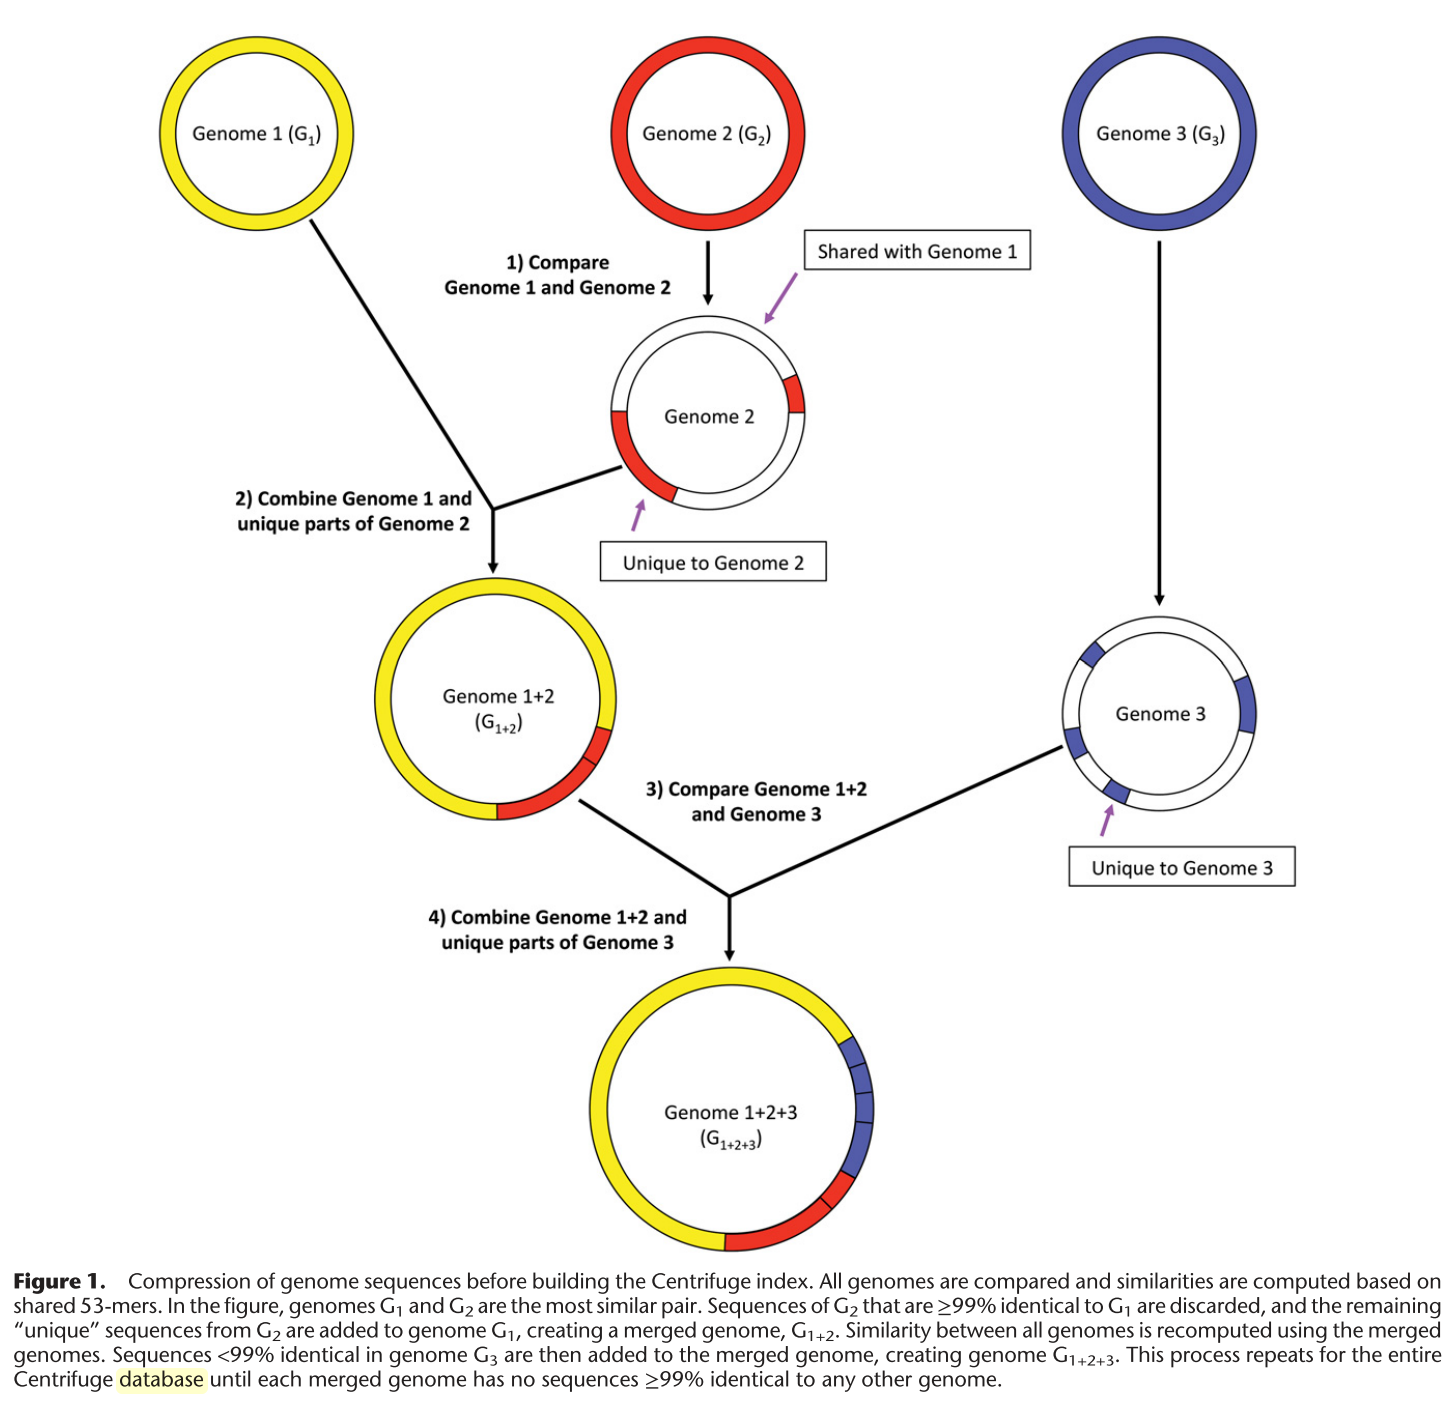 Genome 1 (G1)
Genome 2 (G2)
Genome 3 (G3)
Shared with Genome 1
1) Compare
Genome 1 and Genome 2
Genome 2
2) Combine Genome 1 and
unique parts of Genome 2
Unique to Genome 2
Genome 1+2
(G1+2)
Genome 3
3) Compare Genome 1+2
and Genome 3
Unique to Genome 3
4) Combine Genome 1+2 and
unique parts of Genome 3
Genome 1+2+3
(G1+2+3)
Figure 1. Compression of genome sequences before building the Centrifuge index. All genomes are compared and similarities are computed based on
shared 53-mers. In the figure, genomes G1 and G2 are the most similar pair. Sequences of G2 that are ≥99% identical to G1 are discarded, and the remaining
“unique” sequences from G2 are added to genome G1, creating a merged genome, G1+2. Similarity between all genomes is recomputed using the merged
genomes. Sequences <99% identical in genome G3 are then added to the merged genome, creating genome G1+2+3. This process repeats for the entire
Centrifuge database until each merged genome has no sequences ≥99% identical to any other genome.